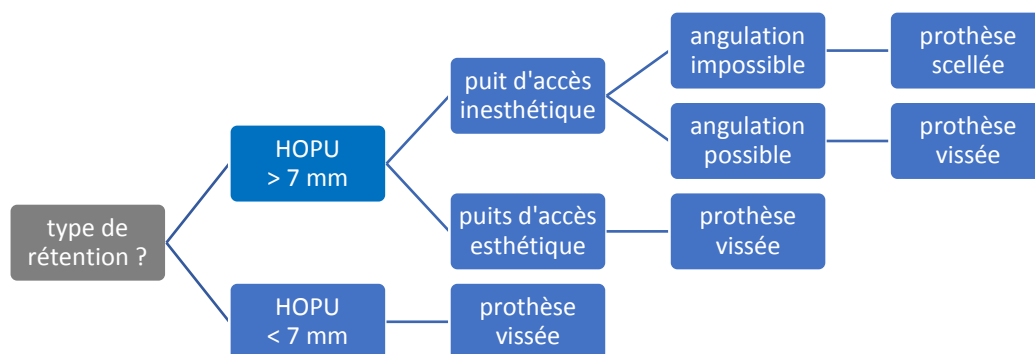 type de
rétention ?
HOPU
> 7 mm
puit d'accès
inesthétique
angulation
impossible
prothèse
scellée
angulation
possible
prothèse
vissée
puits d'accès
esthétique
prothèse
vissée
HOPU
< 7 mm
prothèse
vissée